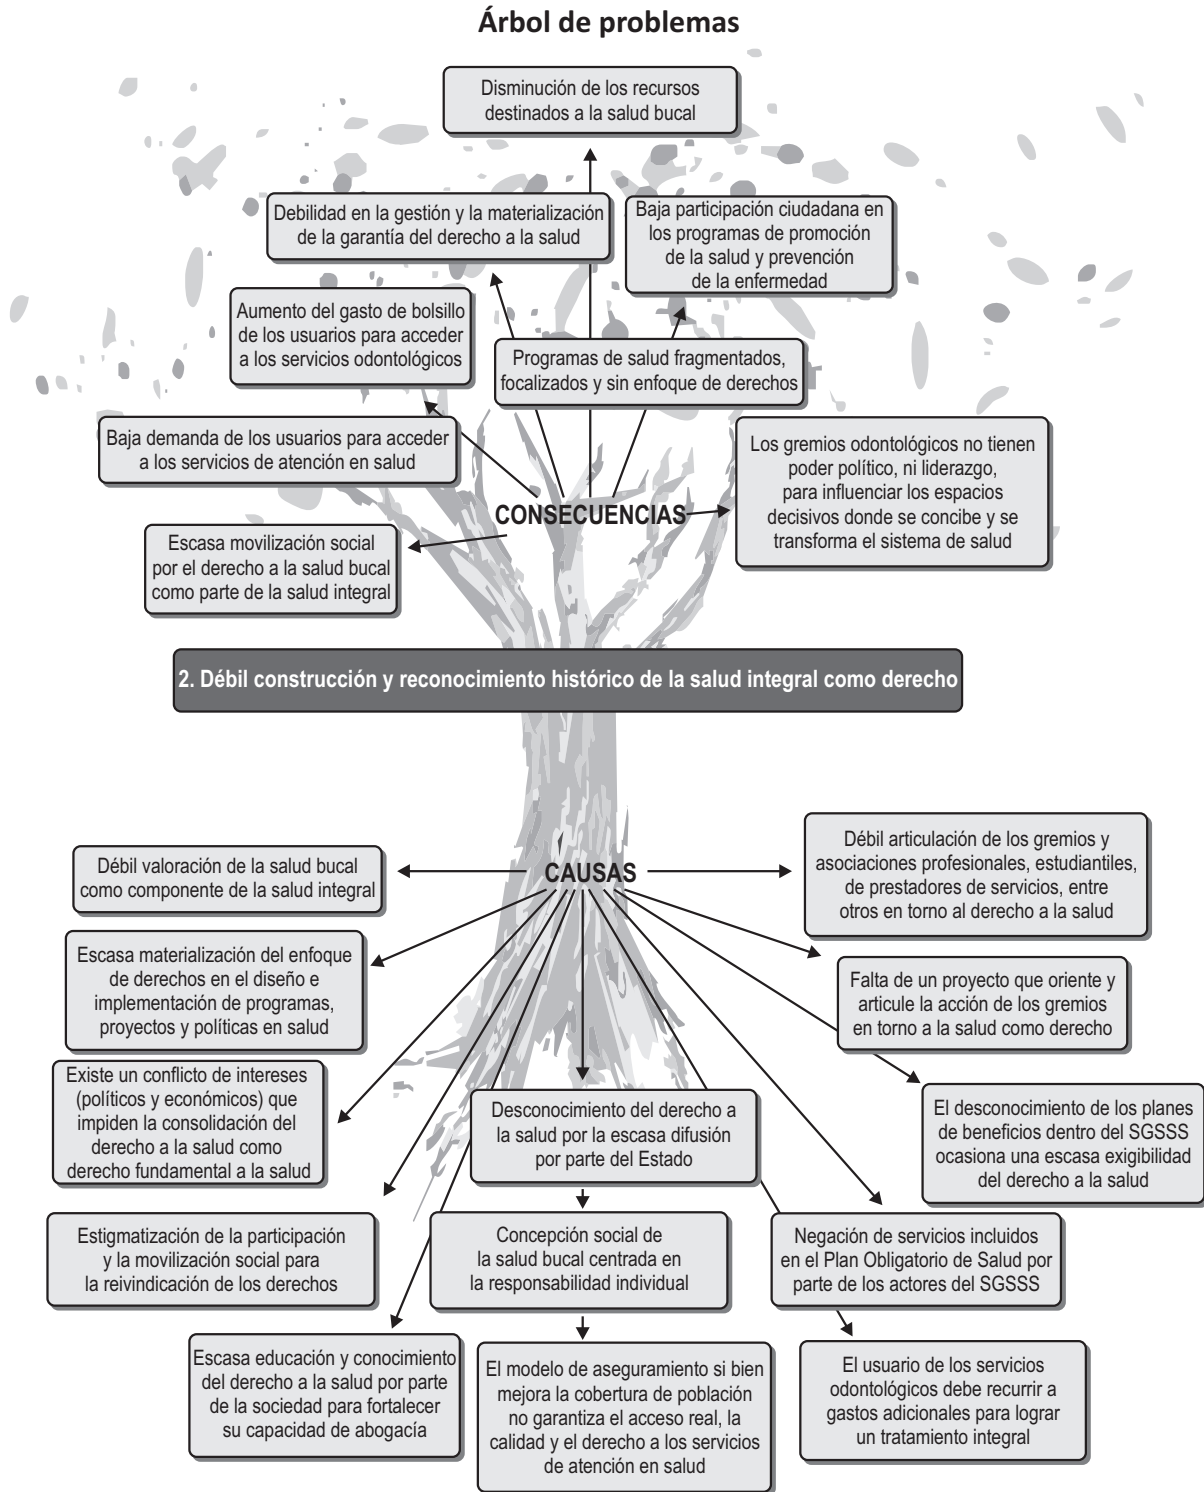 Árbol de problemas
Disminución de los recursos
destinados a la salud bucal
Debilidad en la gestión y la materialización
de la garantía del derecho a la salud
Baja participación ciudadana en
los programas de promoción
de la salud y prevención
de la enfermedad
Aumento del gasto de bolsillo
de los usuarios para acceder
a los servicios odontológicos
Programas de salud fragmentados,
focalizados y sin enfoque de derechos
Baja demanda de los usuarios para acceder
a los servicios de atención en salud
Los gremios odontológicos no tienen
poder político, ni liderazgo,
para influenciar los espacios
decisivos donde se concibe y se
transforma el sistema de salud
CONSECUENCIAS
Escasa movilización social
por el derecho a la salud bucal
como parte de la salud integral
2. Débil construcción y reconocimiento histórico de la salud integral como derecho
CAUSAS
Débil valoración de la salud bucal
como componente de la salud integral
Débil articulación de los gremios y
asociaciones profesionales, estudiantiles,
de prestadores de servicios, entre
otros en torno al derecho a la salud
Escasa materialización del enfoque
de derechos en el diseño e
implementación de programas,
proyectos y políticas en salud
Falta de un proyecto que oriente y
articule la acción de los gremios
en torno a la salud como derecho
Existe un conflicto de intereses
(políticos y económicos) que
impiden la consolidación del
derecho a la salud como
derecho fundamental a la salud
Desconocimiento del derecho a
la salud por la escasa difusión
por parte del Estado
El desconocimiento de los planes
de beneficios dentro del SGSSS
ocasiona una escasa exigibilidad
del derecho a la salud
Estigmatización de la participación
y la movilización social para
la reivindicación de los derechos
Concepción social de
la salud bucal centrada en
la responsabilidad individual
Negación de servicios incluidos
en el Plan Obligatorio de Salud por
parte de los actores del SGSSS
Escasa educación y conocimiento
del derecho a la salud por parte
de la sociedad para fortalecer
su capacidad de abogacía
El modelo de aseguramiento si bien
mejora la cobertura de población
no garantiza el acceso real, la
calidad y el derecho a los servicios
de atención en salud
El usuario de los servicios
odontológicos debe recurrir a
gastos adicionales para lograr
un tratamiento integral